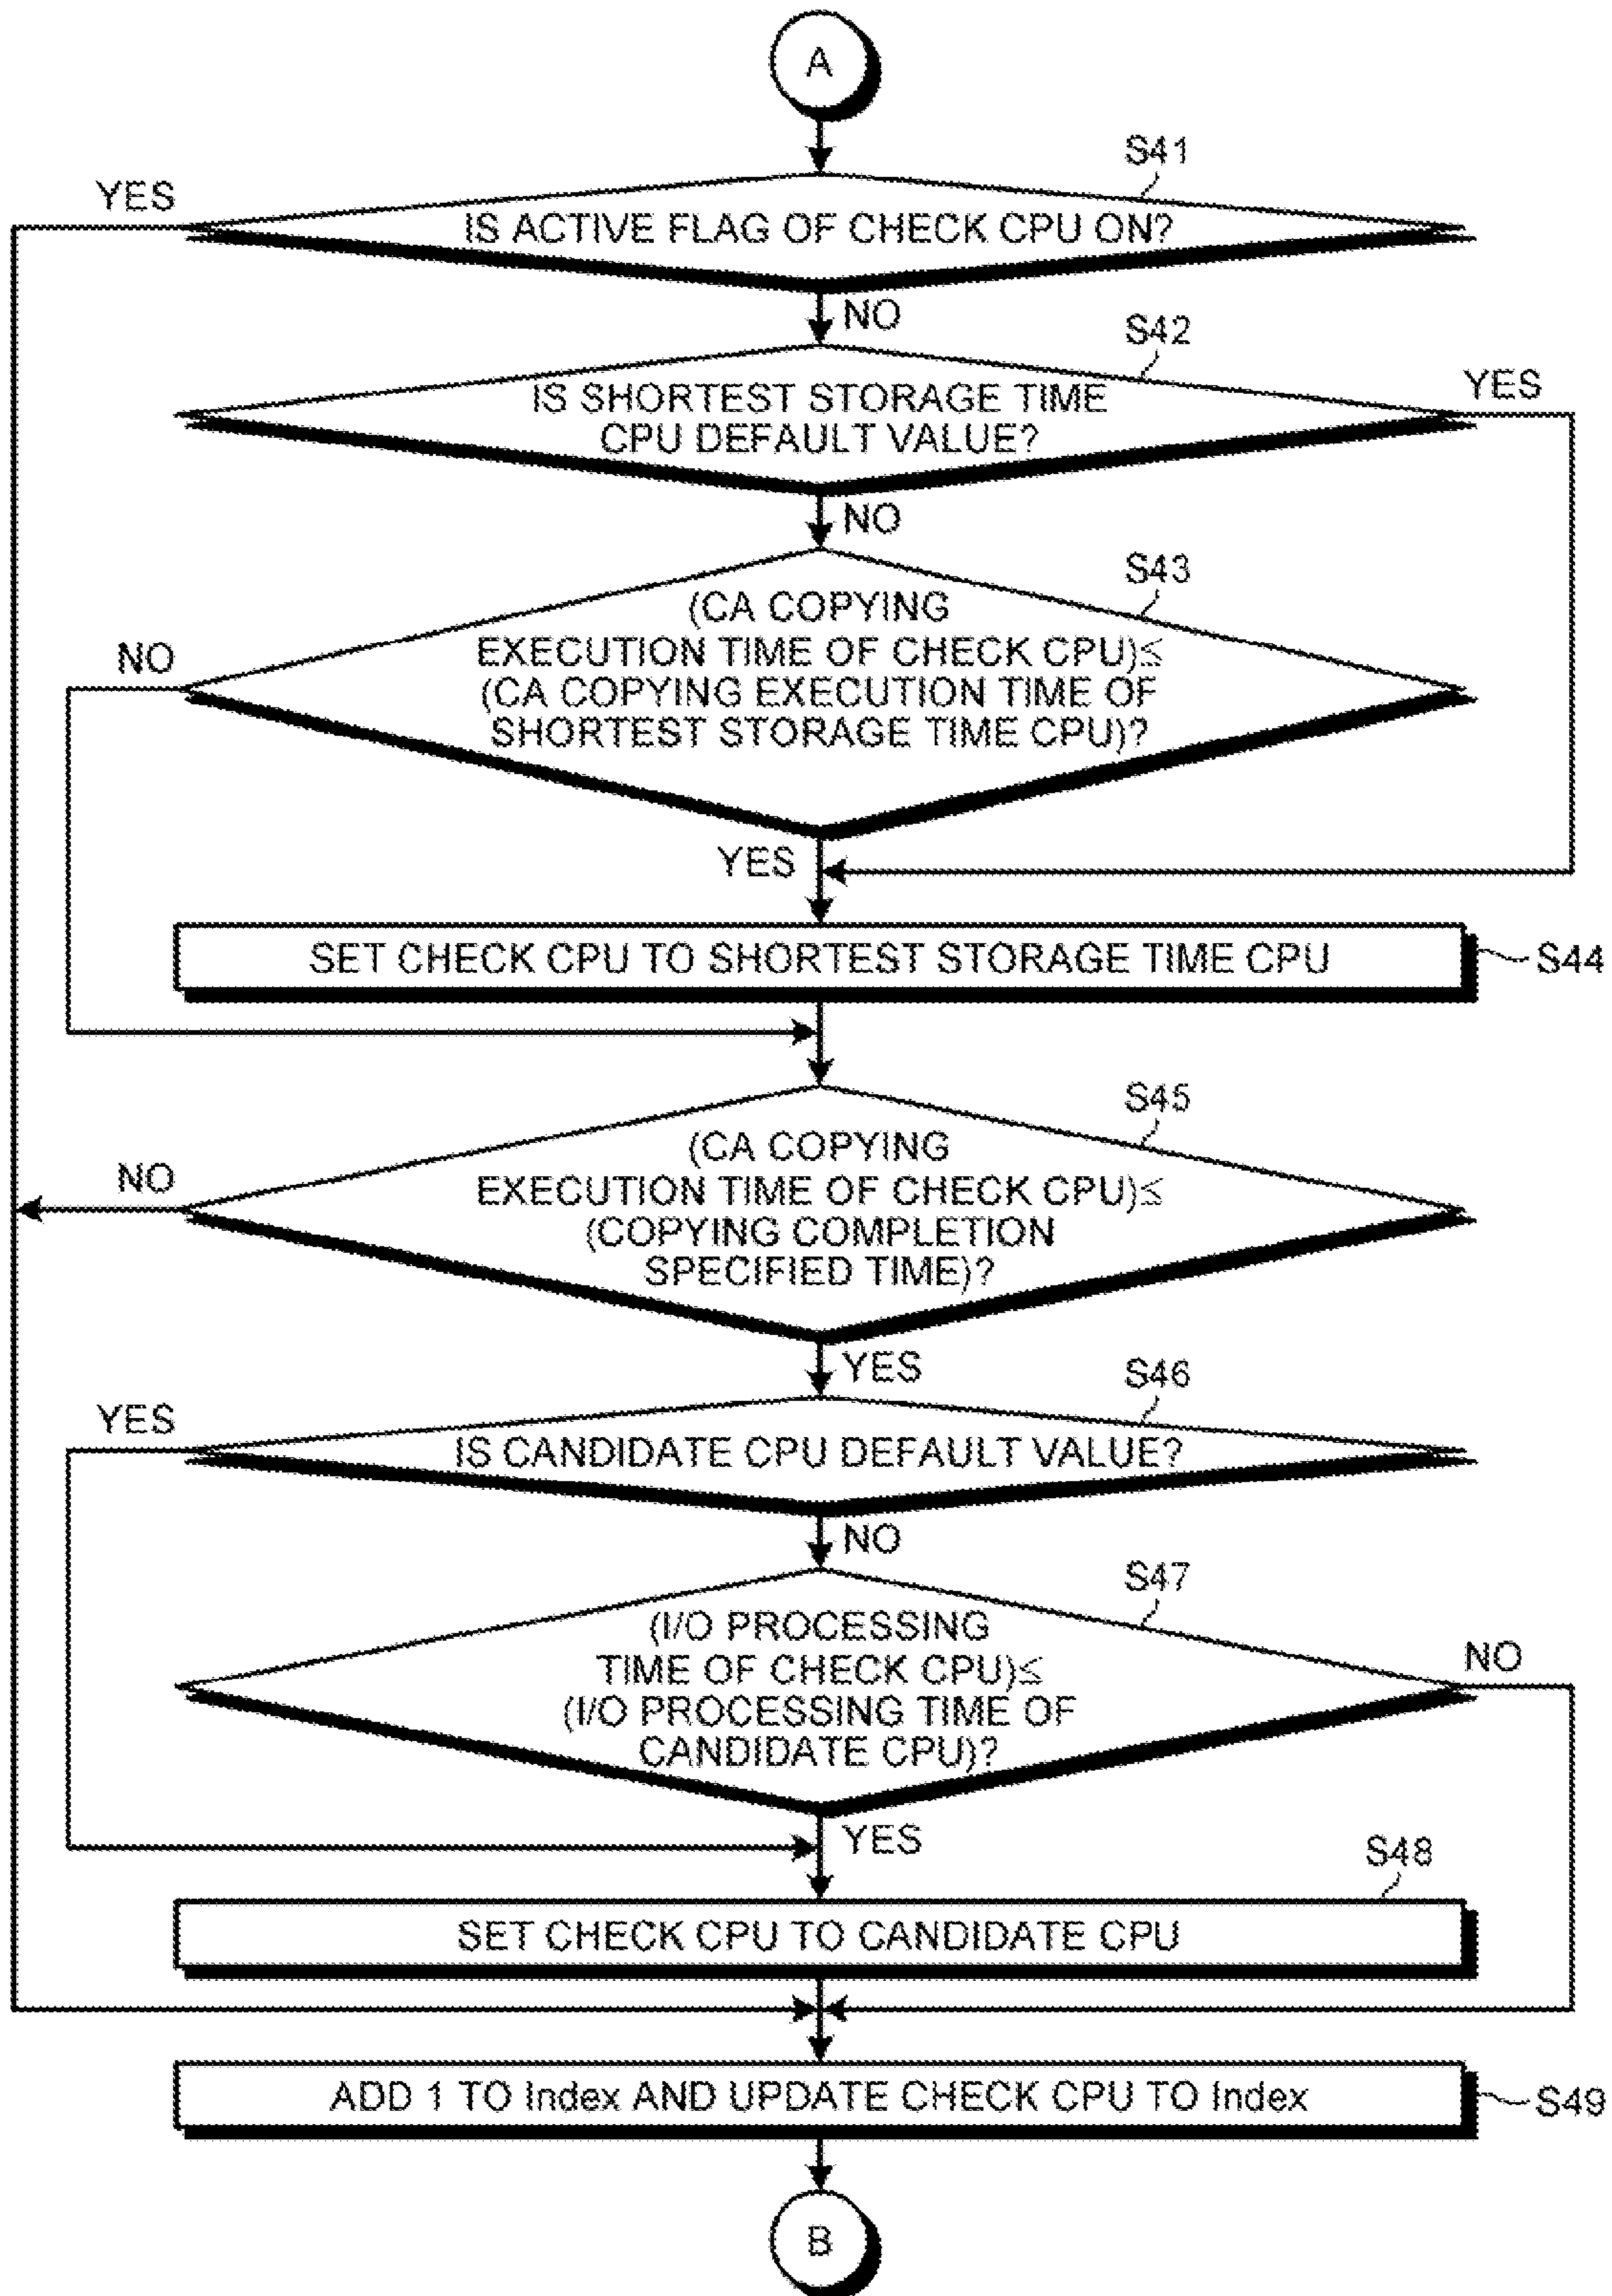 A
S41
YES
IS ACTIVE FLAG OF CHECK CPU ON?
NO
S42
YES
IS SHORTEST STORAGE TIME
CPU DEFAULT VALUE?
NO
S43
(CA COPYING
NO
EXECUTION TIME OF CHECK CPU)≦
(CA COPYING EXECUTION TIME OF
SHORTEST STORAGE TIME CPU)?
YES
SET CHECK CPU TO SHORTEST STORAGE TIME CPU
S44
S45
(CA COPYING
NO
EXECUTION TIME OF CHECK CPU)≦
(COPYING COMPLETION
SPECIFIED TIME)?
YES
S46
YES
IS CANDIDATE CPU DEFAULT VALUE?
NO
S47
(I/O PROCESSING
NO
TIME OF CHECK CPU)≦
(I/O PROCESSING TIME OF
CANDIDATE CPU)?
YES
S48
SET CHECK CPU TO CANDIDATE CPU
ADD 1 TO Index AND UPDATE CHECK CPU TO Index
S49
B